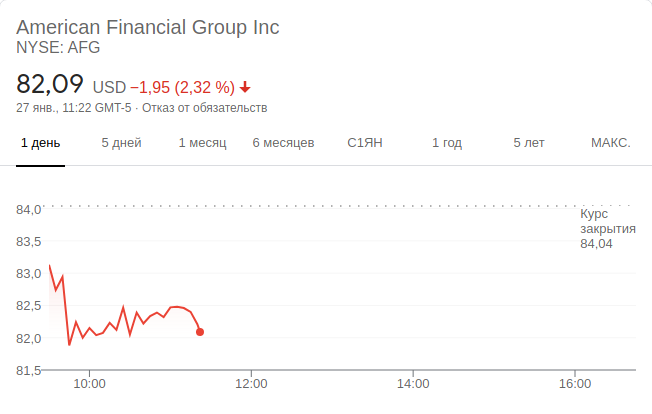 American Financial Group Inc
NYSE: AFG
82,09 USD −1,95 (2,32 %)
27 янв., 11:22 GMT-5 · Отказ от обязательств
1 день 5 дней 1 месяц 6 месяцев С1ЯН 1 год 5 лет МАКС.
84,0
Курс
закрытия
84,04
83,5
83,0
82,5
82,0
81,5
10:00 12:00 14:00 16:00